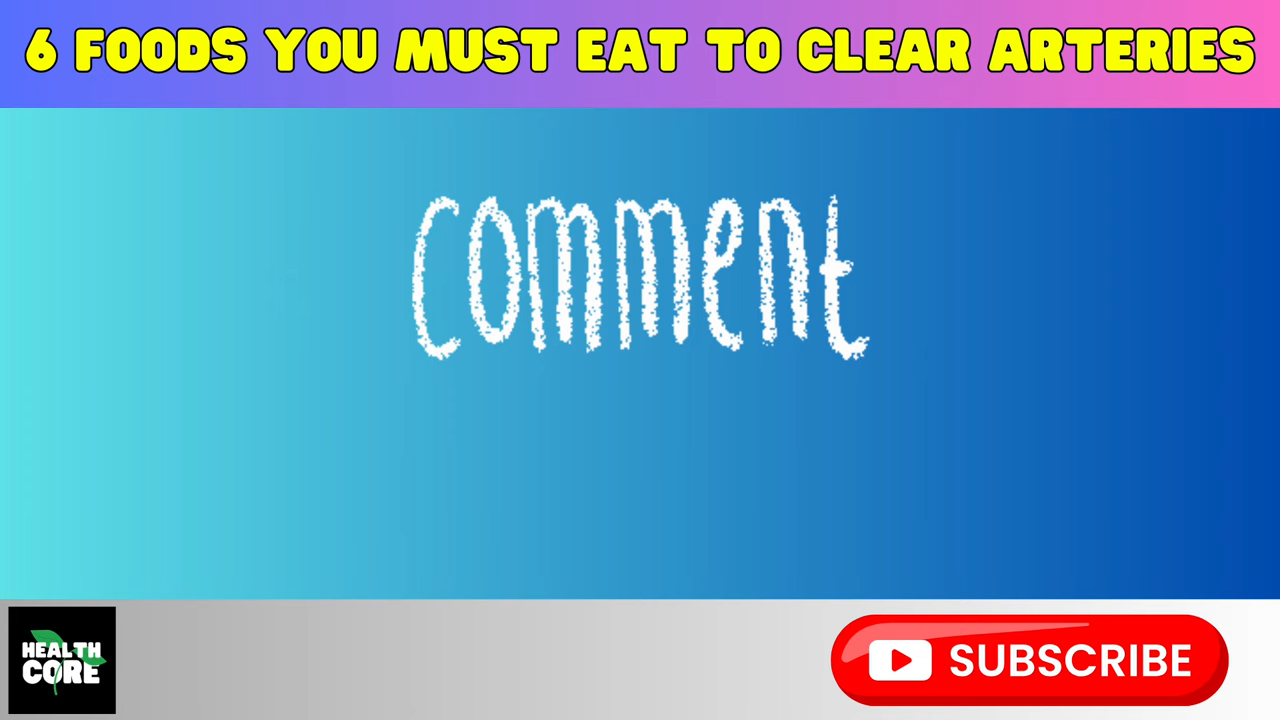 6 FOODS YOU MUST EAT TO CLEAR ARTERIES
comment
HEALTH
CORE
SUBSCRIBE